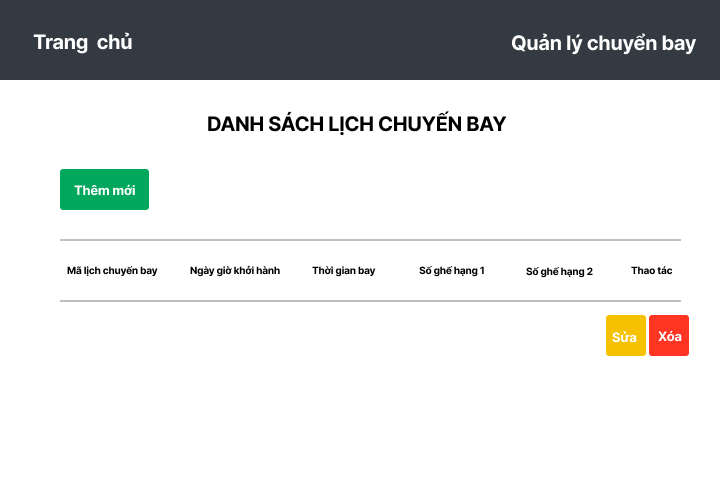 Trang chủ
Quản lý chuyển bay
DANH SÁCH LỊCH CHUYẾN BAY
Thêm mới
Mã lịch chuyến bay
Ngày giờ khởi hành
Thời gian bay
Số ghế hạng 1
Số ghế hạng 2
Thao tác
Sửa
Xóa